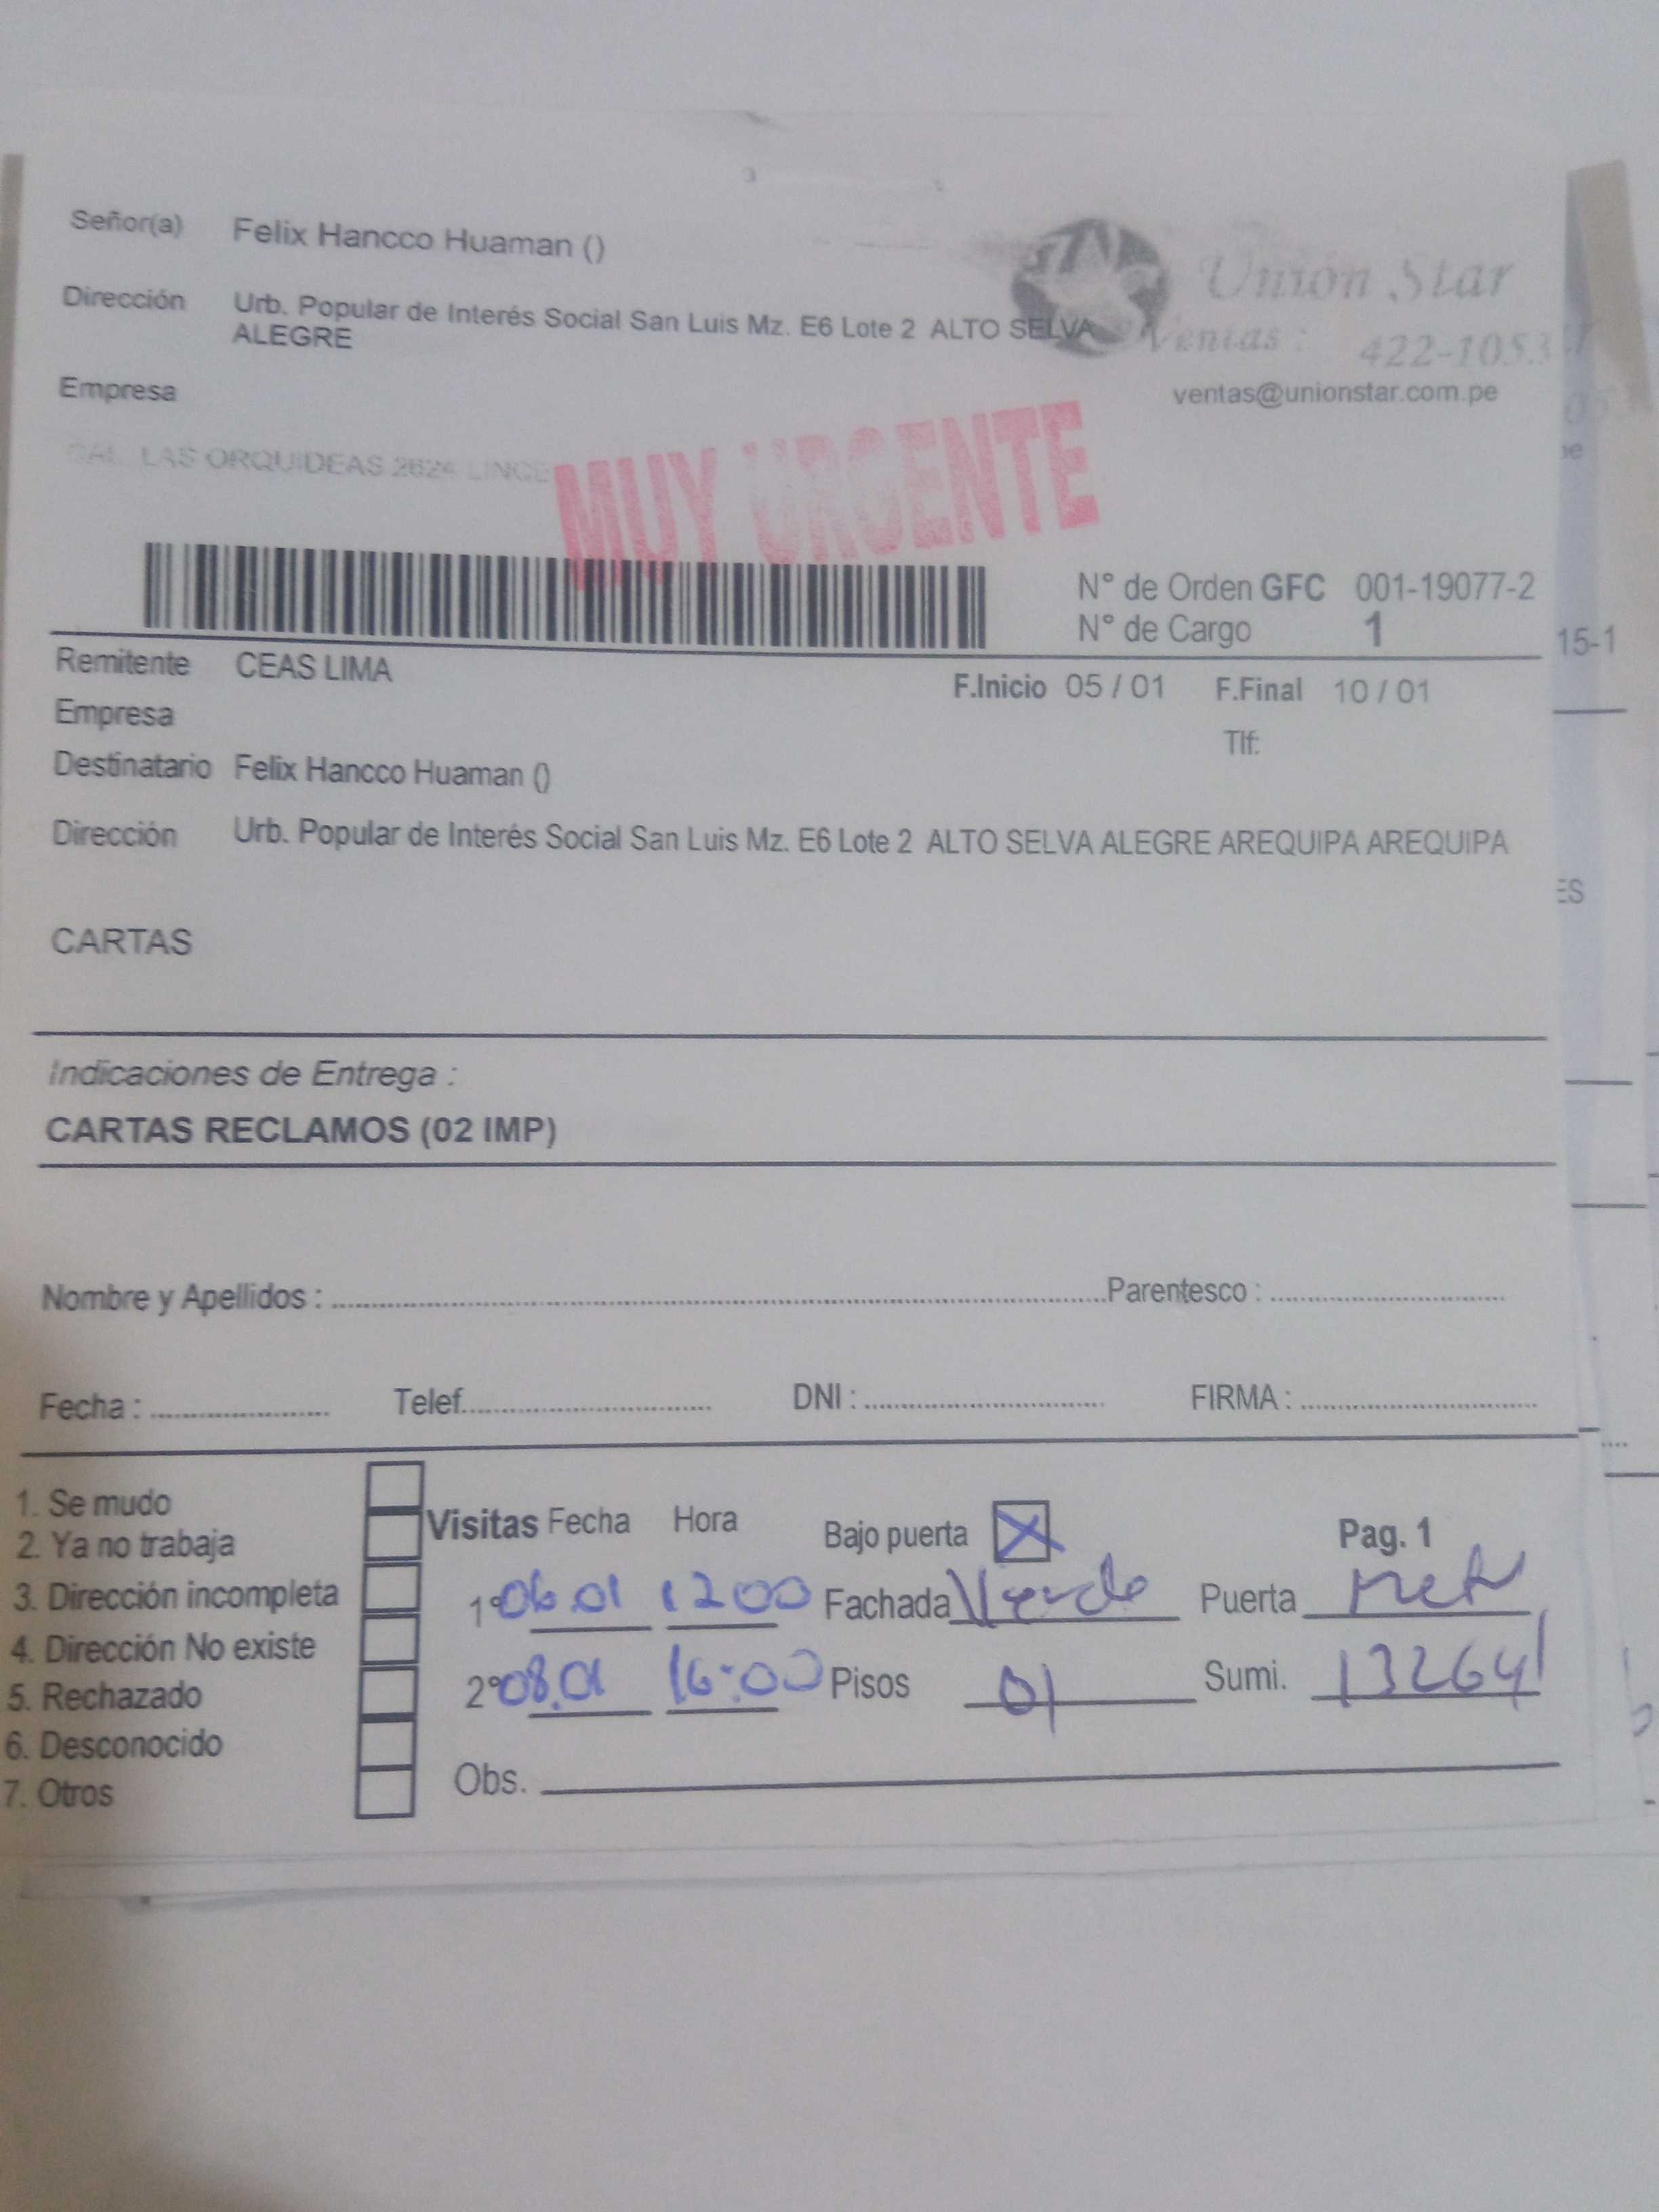 Señor(a) Felix Hancco Huaman ()
Dirección Urb. Popular de Interés Social San Luis Mz. E6 Lote 2 ALTO SELVA
ALEGRE
Empresa
Union Star
Ventas : 422-1053
ventas@unionstar.com.pe
CAL. LAS ORQUIDEAS 2624 LINCE
MUY URGENTE
N° de Orden GFC 001-19077-2
N° de Cargo 1
15-1
Remitente CEAS LIMA
F.Inicio 05 / 01 F.Final 10 / 01
Empresa
Tlf:
Destinatario Felix Hancco Huaman ()
Dirección Urb. Popular de Interés Social San Luis Mz. E6 Lote 2 ALTO SELVA ALEGRE AREQUIPA AREQUIPA
ES
CARTAS
Indicaciones de Entrega :
CARTAS RECLAMOS (02 IMP)
Nombre y Apellidos : Parentesco :
Fecha : Telef. DNI : FIRMA :
1. Se mudo
2. Ya no trabaja
3. Dirección incompleta
4. Dirección No existe
5. Rechazado
6. Desconocido
7. Otros
Visitas Fecha Hora Bajo puerta X Pag. 1
1° 06.01 1200 Fachada Verde Puerta Met
2° 08.01 16:00 Pisos 01 Sumi. 132641
Obs.